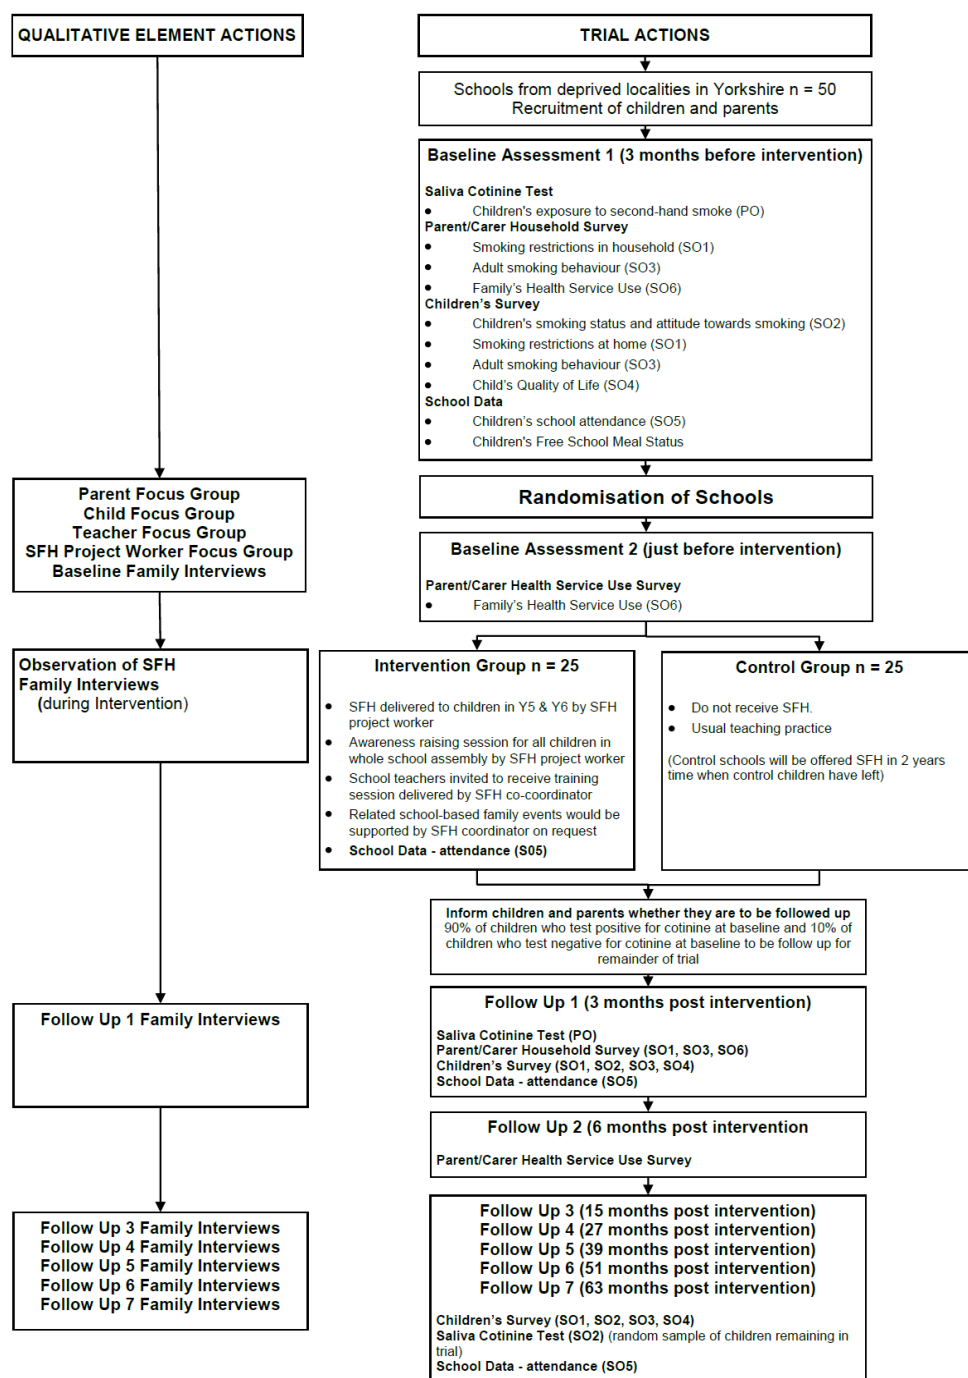 QUALITATIVE ELEMENT ACTIONS
TRIAL ACTIONS
Schools from deprived localities in Yorkshire n = 50
Recruitment of children and parents
Baseline Assessment 1 (3 months before intervention)
Saliva Cotinine Test
• Children's exposure to second-hand smoke (PO)
Parent/Carer Household Survey
• Smoking restrictions in household (SO1)
• Adult smoking behaviour (SO3)
• Family's Health Service Use (SO6)
Children's Survey
• Children's smoking status and attitude towards smoking (SO2)
• Smoking restrictions at home (SO1)
• Adult smoking behaviour (SO3)
• Child's Quality of Life (SO4)
School Data
• Children's school attendance (SO5)
• Children's Free School Meal Status
Parent Focus Group
Child Focus Group
Teacher Focus Group
SFH Project Worker Focus Group
Baseline Family Interviews
Randomisation of Schools
Baseline Assessment 2 (just before intervention)
Parent/Carer Health Service Use Survey
• Family's Health Service Use (SO6)
Observation of SFH
Family Interviews
(during Intervention)
Intervention Group n = 25
• SFH delivered to children in Y5 & Y6 by SFH
project worker
• Awareness raising session for all children in
whole school assembly by SFH project worker
• School teachers invited to receive training
session delivered by SFH co-coordinator
• Related school-based family events would be
supported by SFH coordinator on request
• School Data - attendance (S05)
Control Group n = 25
• Do not receive SFH.
• Usual teaching practice
(Control schools will be offered SFH in 2 years
time when control children have left)
Inform children and parents whether they are to be followed up
90% of children who test positive for cotinine at baseline and 10% of
children who test negative for cotinine at baseline to be follow up for
remainder of trial
Follow Up 1 Family Interviews
Follow Up 1 (3 months post intervention)
Saliva Cotinine Test (PO)
Parent/Carer Household Survey (SO1, SO3, SO6)
Children's Survey (SO1, SO2, SO3, SO4)
School Data - attendance (SO5)
Follow Up 2 (6 months post intervention
Parent/Carer Health Service Use Survey
Follow Up 3 Family Interviews
Follow Up 4 Family Interviews
Follow Up 5 Family Interviews
Follow Up 6 Family Interviews
Follow Up 7 Family Interviews
Follow Up 3 (15 months post intervention)
Follow Up 4 (27 months post intervention)
Follow Up 5 (39 months post intervention)
Follow Up 6 (51 months post intervention)
Follow Up 7 (63 months post intervention)
Children's Survey (SO1, SO2, SO3, SO4)
Saliva Cotinine Test (SO2) (random sample of children remaining in
trial)
School Data - attendance (SO5)